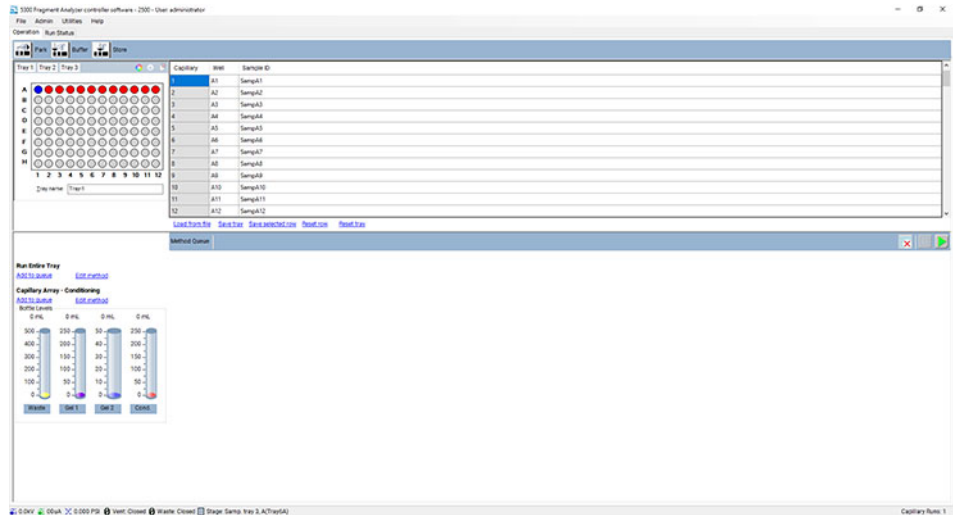 5300 Fragment Analyzer controller software - 2500 - User administrator
File Admin Utilities Help
Operation Run Status
Park Buffer Store
Tray 1 Tray 2 Tray 3
Capillary Well Sample ID
1 A1 SampA1
2 A2 SampA2
3 A3 SampA3
4 A4 SampA4
5 A5 SampA5
6 A6 SampA6
7 A7 SampA7
8 A8 SampA8
9 A9 SampA9
10 A10 SampA10
11 A11 SampA11
12 A12 SampA12
A
B
C
D
E
F
G
H
1 2 3 4 5 6 7 8 9 10 11 12
Tray name: Tray1
Load from file Save tray Save selected row Reset row Reset tray
Method Queue
Run Entire Tray
Add to queue Edit method
Capillary Array - Conditioning
Add to queue Edit method
Bottle Levels
0 mL 0 mL 0 mL 0 mL
500 250 50 250
400 200 40 200
300 150 30 150
200 100 20 100
100 50 10 50
0 0 0 0
Waste Gel 1 Gel 2 Cond.
0.0kV 00uA 0.000 PSI Vent: Closed Waste: Closed Stage: Samp. tray 3, A(Tray6A) Capillary Runs: 1